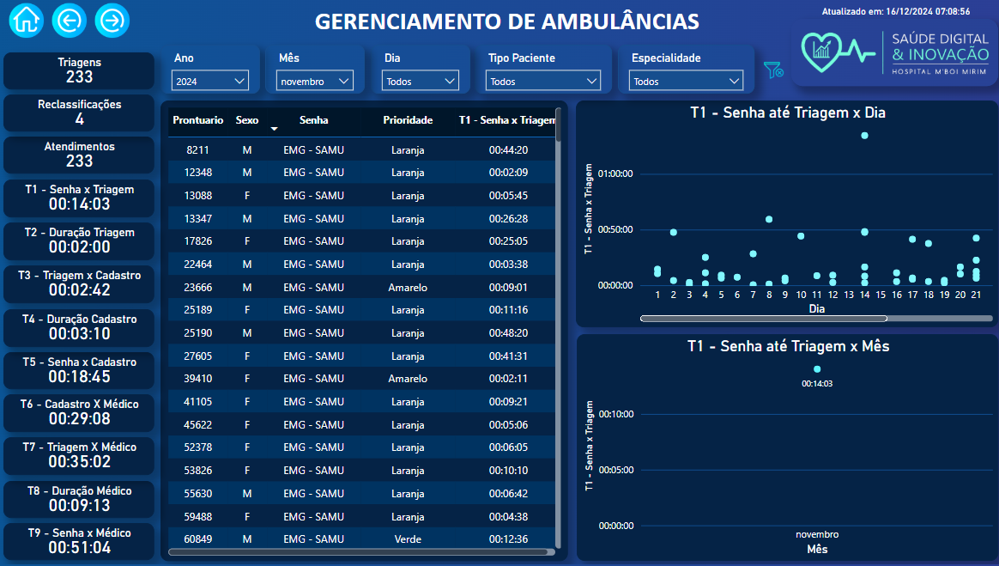 GERENCIAMENTO DE AMBULÂNCIAS
Atualizado em: 16/12/2024 07:08:56
SAÚDE DIGITAL
& INOVAÇÃO
HOSPITAL M'BOI MIRIM
Ano
2024
Mês
novembro
Dia
Todos
Tipo Paciente
Todos
Especialidade
Todos
Triagens
233
Reclassificações
4
Atendimentos
233
T1 - Senha x Triagem
00:14:03
T2 - Duração Triagem
00:02:00
T3 - Triagem x Cadastro
00:02:42
T4 - Duração Cadastro
00:03:10
T5 - Senha x Cadastro
00:18:45
T6 - Cadastro X Médico
00:29:08
T7 - Triagem X Médico
00:35:02
T8 - Duração Médico
00:09:13
T9 - Senha x Médico
00:51:04
Prontuario Sexo Senha Prioridade T1 - Senha x Triagem
8211 M EMG - SAMU Laranja 00:44:20
12348 M EMG - SAMU Laranja 00:02:09
13088 F EMG - SAMU Laranja 00:05:45
13347 M EMG - SAMU Laranja 00:26:28
17826 F EMG - SAMU Laranja 00:25:05
22464 M EMG - SAMU Laranja 00:03:38
23666 M EMG - SAMU Amarelo 00:09:01
25189 F EMG - SAMU Laranja 00:11:16
25190 M EMG - SAMU Laranja 00:48:20
27605 F EMG - SAMU Laranja 00:41:31
39410 F EMG - SAMU Amarelo 00:02:11
41105 F EMG - SAMU Laranja 00:09:21
45622 F EMG - SAMU Laranja 00:05:06
52378 F EMG - SAMU Laranja 00:06:05
53826 F EMG - SAMU Laranja 00:10:10
55630 M EMG - SAMU Laranja 00:06:42
59488 F EMG - SAMU Laranja 00:04:38
60849 M EMG - SAMU Verde 00:12:36
T1 - Senha até Triagem x Dia
T1 - Senha x Triagem
01:00:00
00:50:00
00:00:00
1 2 3 4 5 6 7 8 9 10 11 12 13 14 15 16 17 18 19 20 21
Dia
T1 - Senha até Triagem x Mês
00:14:03
T1 - Senha x Triagem
00:10:00
00:05:00
00:00:00
novembro
Mês